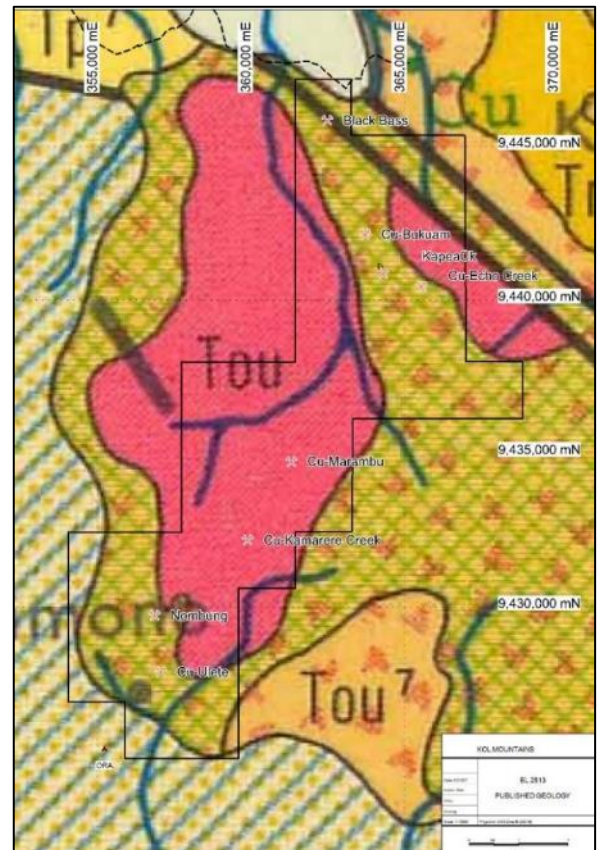 Tp
355,000 mE
360,000 mE
365,000 mE
370,000 mE
Cu
Black Bass
9,445,000 mN
Cu-Bukuam
KapeaCk
Cu-Echo Creek
9,440,000 mN
Tou
9,435,000 mN
Cu-Marambu
Cu-Kamarere Creek
9,430,000 mN
Nombung
Cu-Ulete
Tou 7
ORA
KOL MOUNTAINS
EL 2513
PUBLISHED GEOLOGY